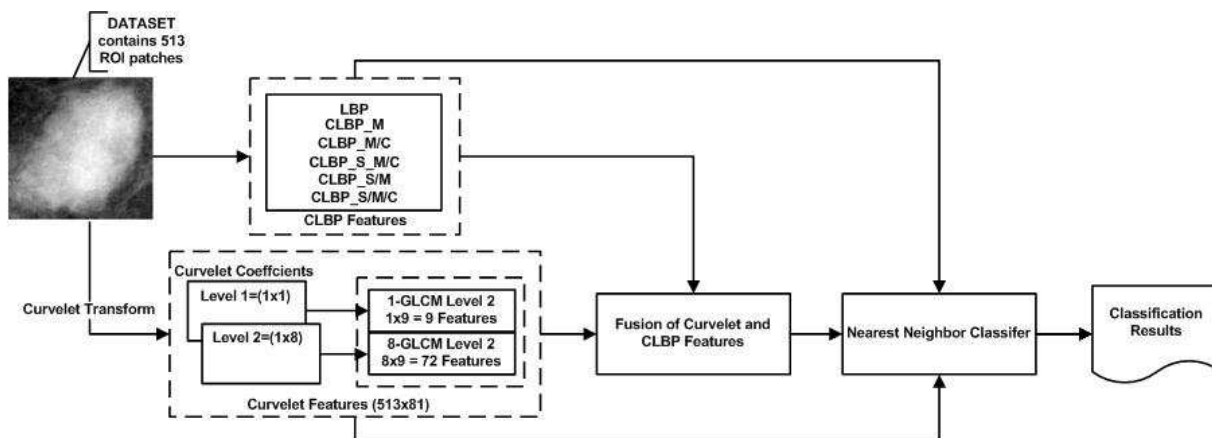 DATASET
contains 513
ROI patches
LBP
CLBP_M
CLBP_M/C
CLBP_S_M/C
CLBP_S/M
CLBP_S/M/C
CLBP Features
Curvelet Transform
Curvelet Coeffcients
Level 1=(1x1)
Level 2=(1x8)
1-GLCM Level 2
1x9 = 9 Features
8-GLCM Level 2
8x9 = 72 Features
Curvelet Features (513x81)
Fusion of Curvelet and
CLBP Features
Nearest Neighbor Classifer
Classification
Results